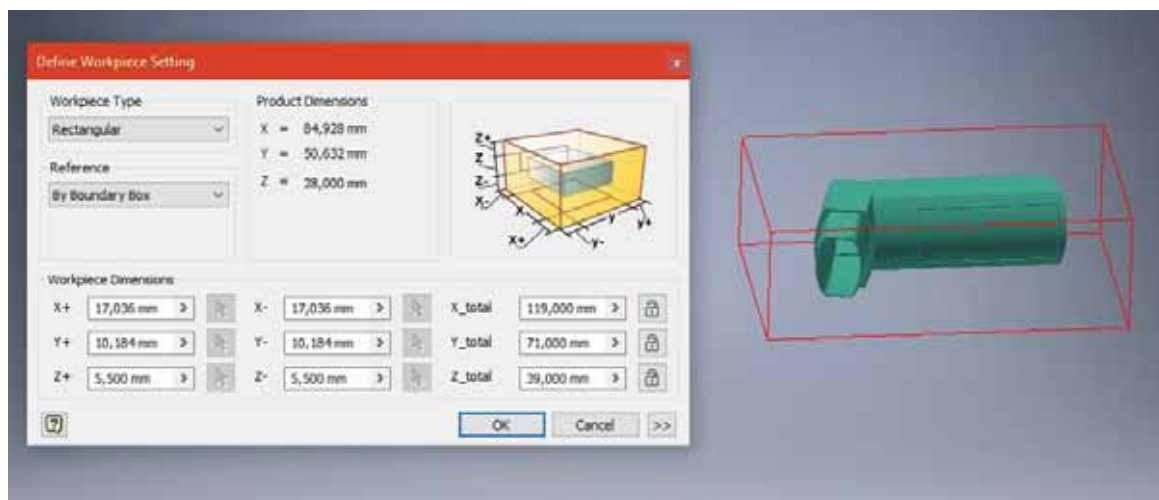 Define Workpiece Setting
x
Workpiece Type
Rectangular
Reference
By Boundary Box
Product Dimensions
X = 84,928 mm
Y = 50,632 mm
Z = 28,000 mm
Z+
Z
Z-
X-
X
X+
y
y+
y-
Workpiece Dimensions
X+ 17,036 mm > X- 17,036 mm > X_total 119,000 mm >
Y+ 10,184 mm > Y- 10,184 mm > Y_total 71,000 mm >
Z+ 5,500 mm > Z- 5,500 mm > Z_total 39,000 mm >
? OK Cancel >>